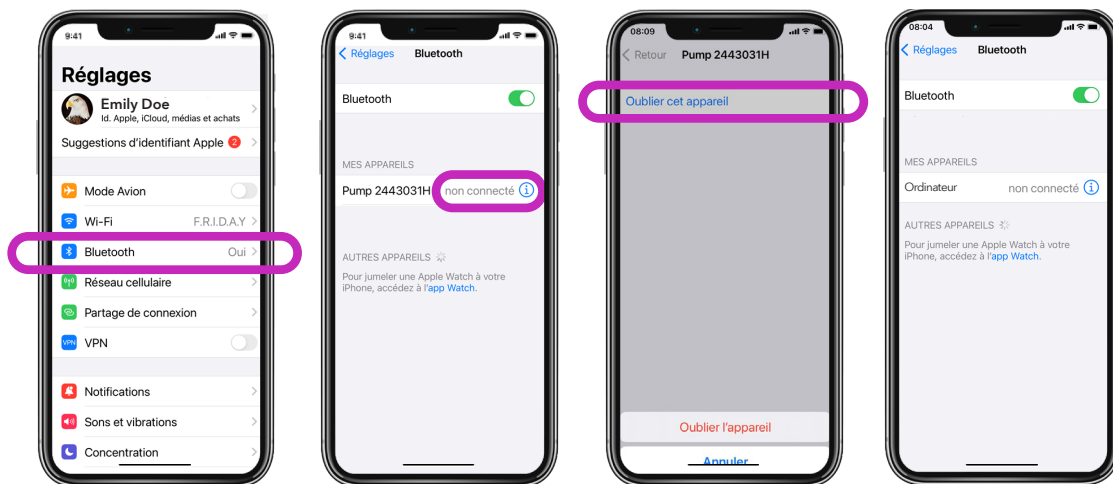 9:41
Réglages
Emily Doe
Id. Apple, iCloud, médias et achats
Suggestions d'identifiant Apple 2
Mode Avion
Wi-Fi F.R.I.D.A.Y
Bluetooth Oui
Réseau cellulaire
Partage de connexion
VPN VPN
Notifications
Sons et vibrations
Concentration
9:41
Réglages Bluetooth
Bluetooth
MES APPAREILS
Pump 2443031H non connecté i
AUTRES APPAREILS
Pour jumeler une Apple Watch à votre
iPhone, accédez à l'app Watch.
08:09
Retour Pump 2443031H
Oublier cet appareil
Oublier l'appareil
Annuler
08:04
Réglages Bluetooth
Bluetooth
MES APPAREILS
Ordinateur non connecté i
AUTRES APPAREILS
Pour jumeler une Apple Watch à votre
iPhone, accédez à l'app Watch.